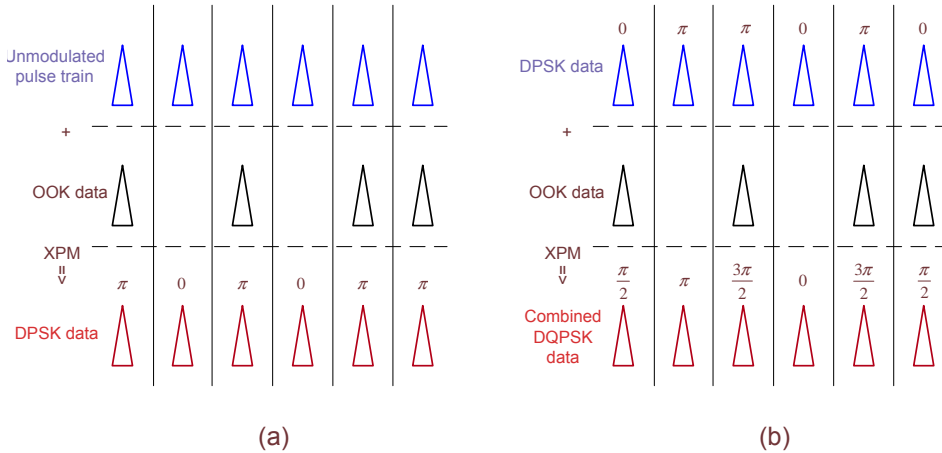 Unmodulated
pulse train
+
OOK data
XPM
=>
π 0 π 0 π π
DPSK data
(a)
0 π π 0 π 0
DPSK data
+
OOK data
XPM
=>
π/2 π 3π/2 0 3π/2 π/2
Combined
DQPSK
data
(b)